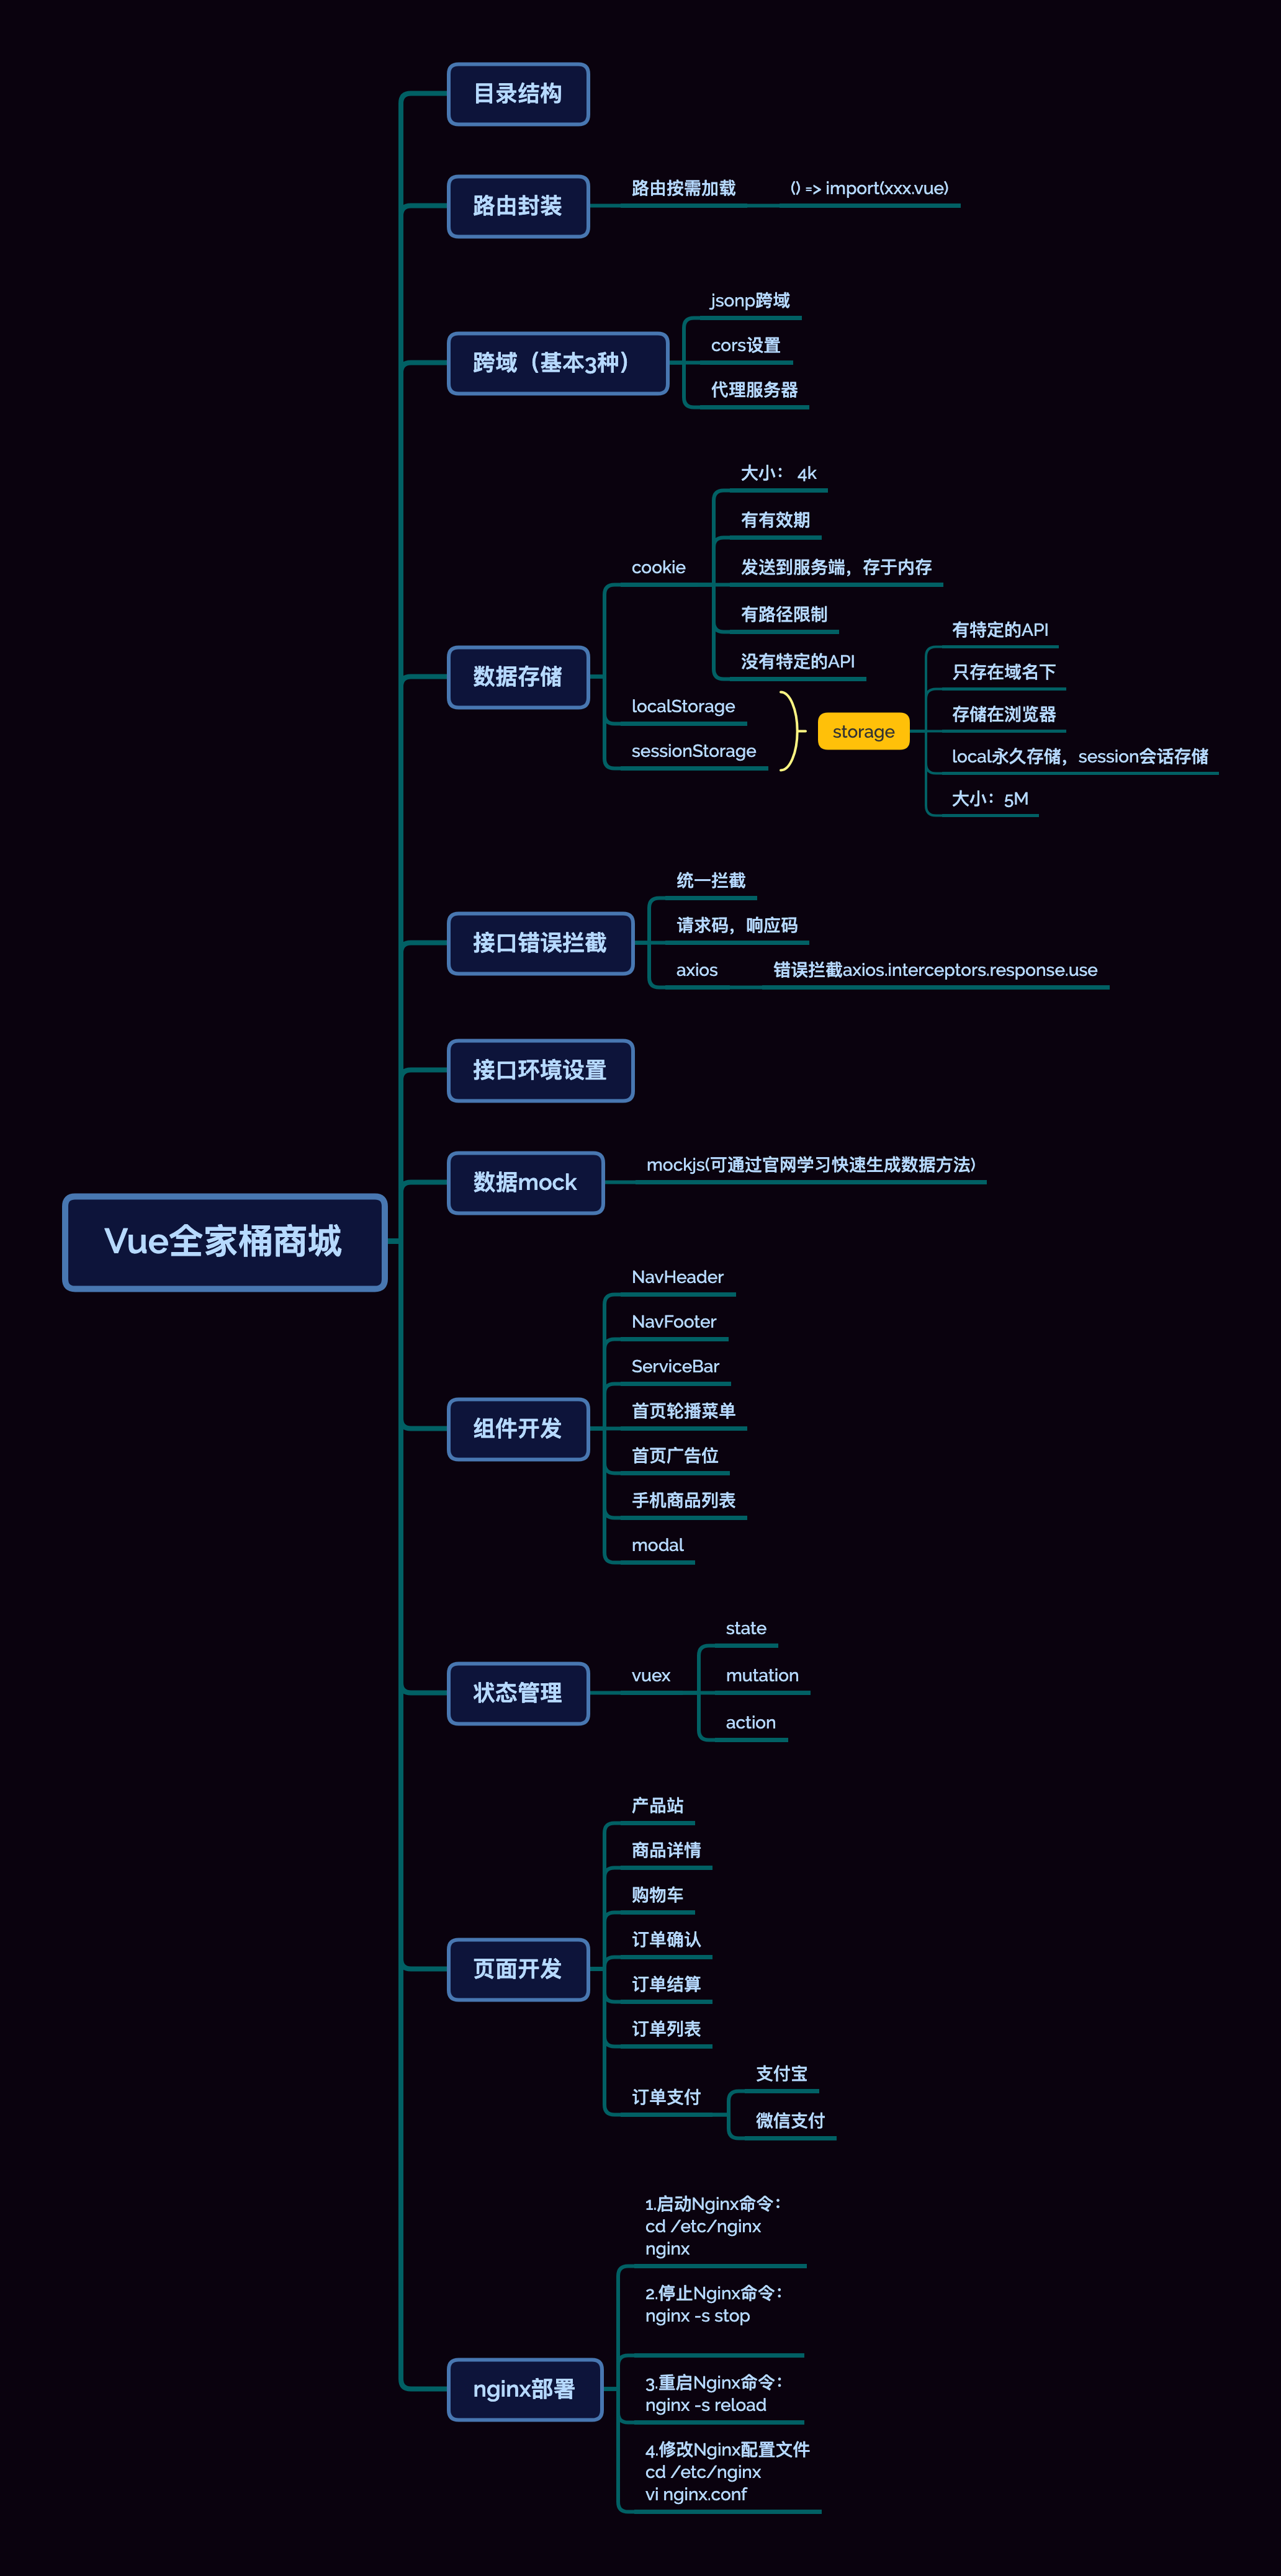 目录结构
路由封装
路由按需加载
() => import(xxx.vue)
跨域（基本3种）
jsonp跨域
cors设置
代理服务器
数据存储
cookie
大小： 4k
有有效期
发送到服务端，存于内存
有路径限制
没有特定的API
localStorage
sessionStorage
storage
有特定的API
只存在域名下
存储在浏览器
local永久存储，session会话存储
大小：5M
接口错误拦截
统一拦截
请求码，响应码
axios
错误拦截axios.interceptors.response.use
接口环境设置
数据mock
mockjs(可通过官网学习快速生成数据方法)
Vue全家桶商城
组件开发
NavHeader
NavFooter
ServiceBar
首页轮播菜单
首页广告位
手机商品列表
modal
状态管理
vuex
state
mutation
action
页面开发
产品站
商品详情
购物车
订单确认
订单结算
订单列表
订单支付
支付宝
微信支付
nginx部署
1.启动Nginx命令：
cd /etc/nginx
nginx
2.停止Nginx命令：
nginx -s stop
3.重启Nginx命令：
nginx -s reload
4.修改Nginx配置文件
cd /etc/nginx
vi nginx.conf